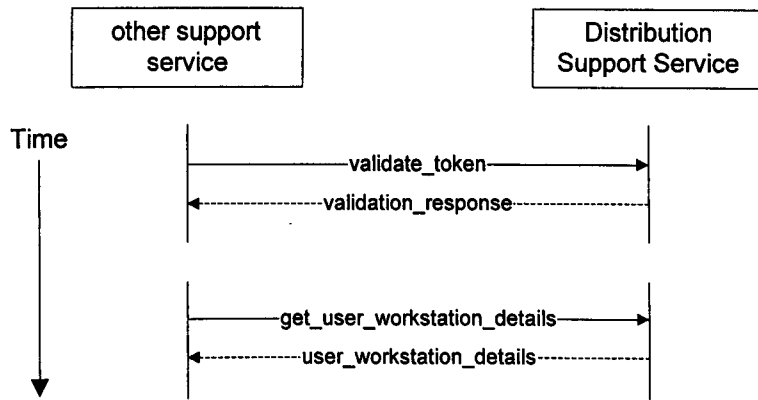 other support
service
Distribution
Support Service
Time
validate_token
validation_response
get_user_workstation_details
user_workstation_details